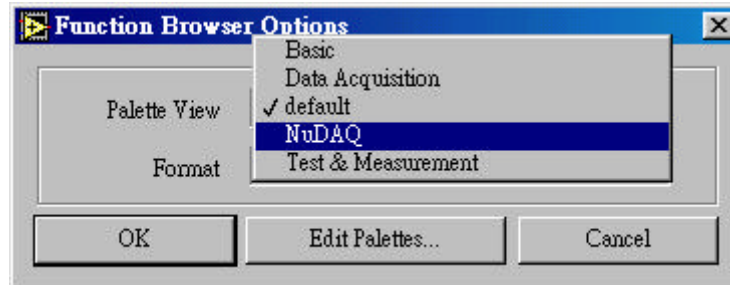 Function Browser Options
Basic
Data Acquisition
Palette View
✓ default
NuDAQ
Format
Test & Measurement
OK
Edit Palettes...
Cancel